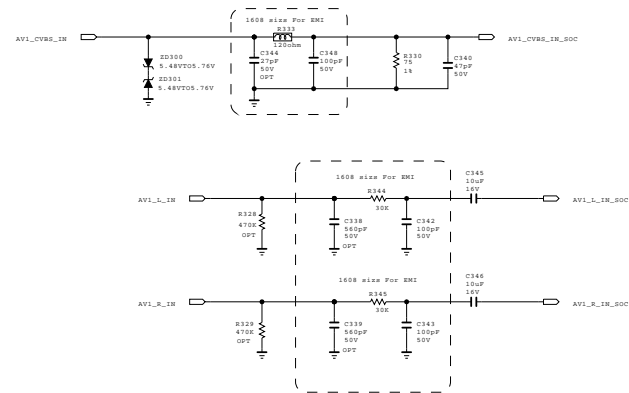 1608 sizs For EMI
R333
AV1_CVBS_IN
AV1_CVBS_IN_SOC
120ohm
ZD300
5.48VTO5.76V
ZD301
5.48VTO5.76V
C344
27pF
50V
OPT
C348
100pF
50V
R330
75
1%
C340
47pF
50V
1608 sizs For EMI
C345
10uF
16V
R344
AV1_L_IN
AV1_L_IN_SOC
30K
R328
470K
OPT
C338
560pF
50V
OPT
C342
100pF
50V
1608 sizs For EMI
C346
10uF
16V
R345
AV1_R_IN
AV1_R_IN_SOC
30K
R329
470K
OPT
C339
560pF
50V
OPT
C343
100pF
50V